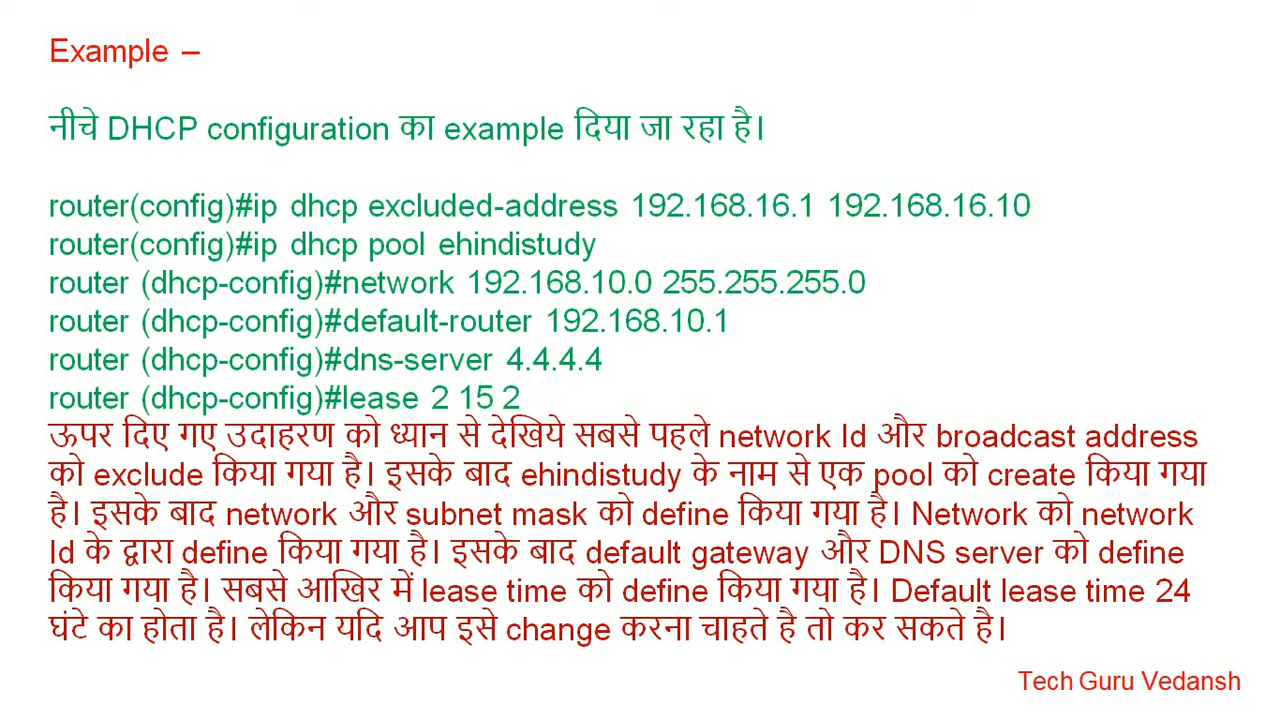 Example –
नीचे DHCP configuration का example दिया जा रहा है।
router(config)#ip dhcp excluded-address 192.168.16.1 192.168.16.10
router(config)#ip dhcp pool ehindistudy
router (dhcp-config)#network 192.168.10.0 255.255.255.0
router (dhcp-config)#default-router 192.168.10.1
router (dhcp-config)#dns-server 4.4.4.4
router (dhcp-config)#lease 2 15 2
ऊपर दिए गए उदाहरण को ध्यान से देखिये सबसे पहले network Id और broadcast address
को exclude किया गया है। इसके बाद ehindistudy के नाम से एक pool को create किया गया
है। इसके बाद network और subnet mask को define किया गया है। Network को network
Id के द्वारा define किया गया है। इसके बाद default gateway और DNS server को define
किया गया है। सबसे आखिर में lease time को define किया गया है। Default lease time 24
घंटे का होता है। लेकिन यदि आप इसे change करना चाहते है तो कर सकते है।
Tech Guru Vedansh